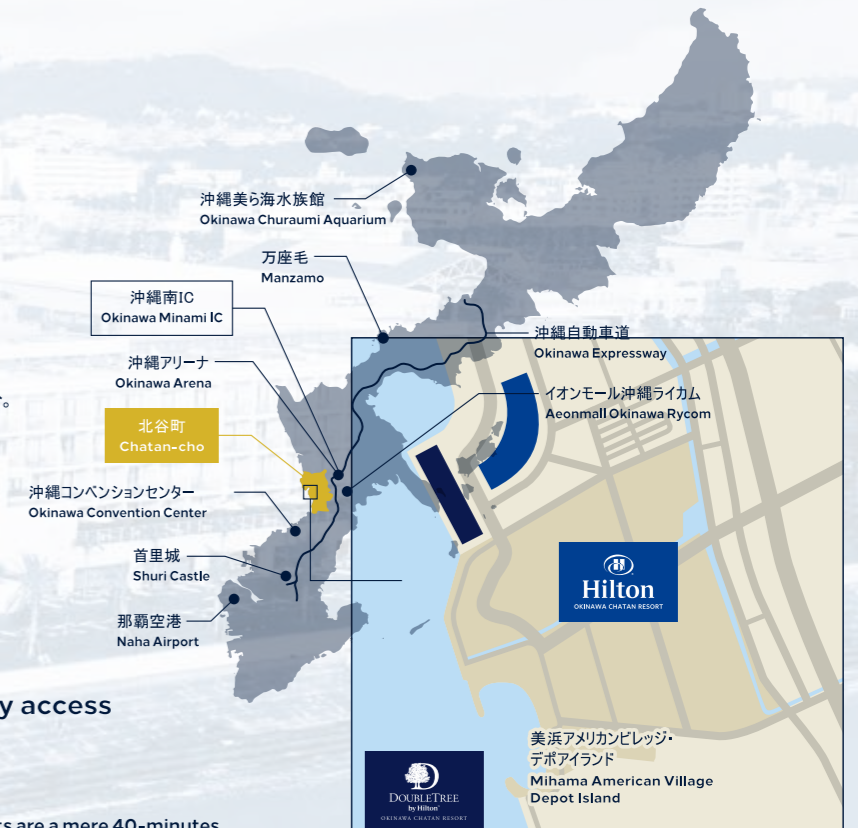 沖縄美ら海水族館
Okinawa Churaumi Aquarium
万座毛
Manzamo
沖縄南IC
Okinawa Minami IC
沖縄自動車道
Okinawa Expressway
沖縄アリーナ
Okinawa Arena
イオンモール沖縄ライカム
Aeonmall Okinawa Rycom
。
北谷町
Chatan-cho
沖縄コンベンションセンター
Okinawa Convention Center
首里城
Shuri Castle
那覇空港
Naha Airport
H
Hilton
OKINAWA CHATAN RESORT
y access
美浜アメリカンビレッジ・
デポアイランド
Mihama American Village
Depot Island
D
DOUBLETREE
by Hilton
OKINAWA CHATAN RESORT
ts are a mere 40-minutes